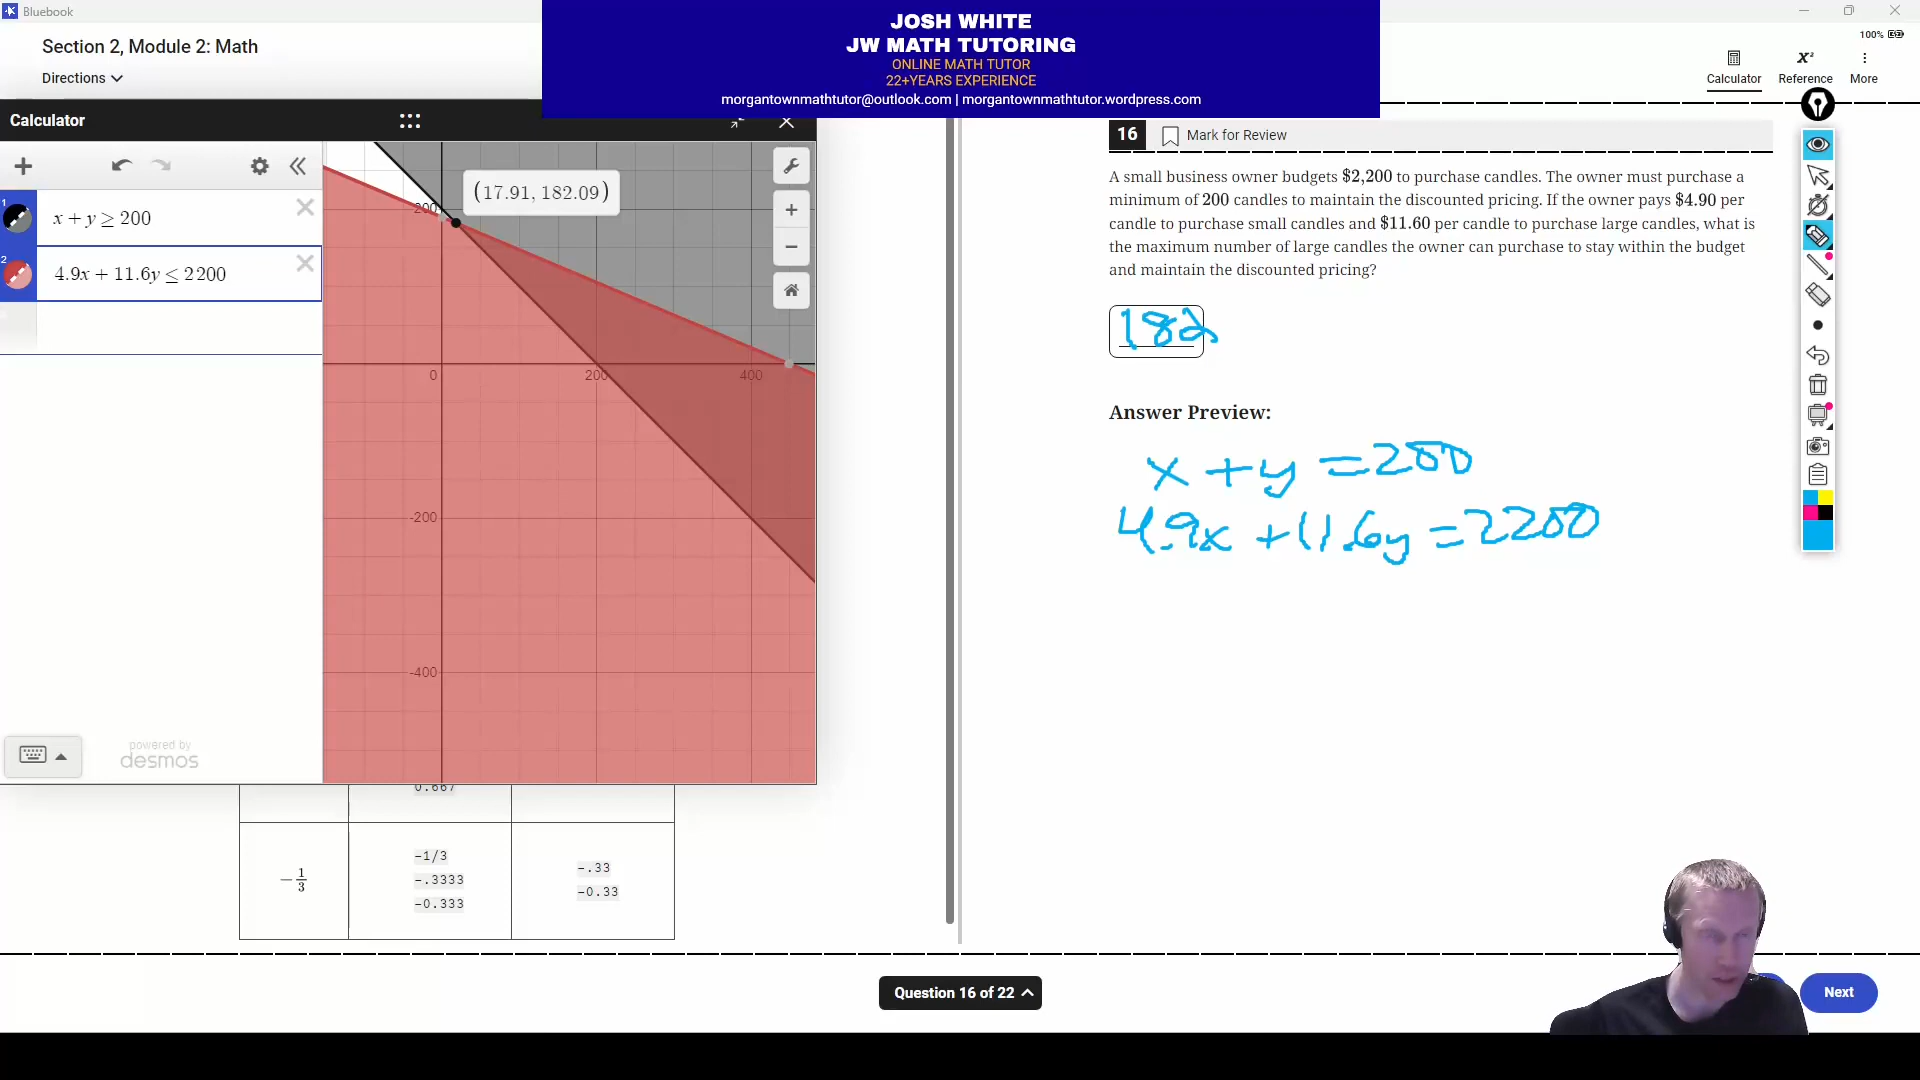 Bluebook
JOSH WHITE
JW MATH TUTORING
ONLINE MATH TUTOR
22+YEARS EXPERIENCE
morgantownmathtutor@outlook.com | morgantownmathtutor.wordpress.com
100%
Section 2, Module 2: Math
Directions
Calculator
Reference
More
Calculator
1
x + y ≥ 200
2
4.9x + 11.6y ≤ 2200
powered by
desmos
(17.91, 182.09)
200
0
200
400
-200
-400
0.667
-1/3
-1/3
-.3333
-0.333
-.33
-0.33
16
Mark for Review
A small business owner budgets $2,200 to purchase candles. The owner must purchase a
minimum of 200 candles to maintain the discounted pricing. If the owner pays $4.90 per
candle to purchase small candles and $11.60 per candle to purchase large candles, what is
the maximum number of large candles the owner can purchase to stay within the budget
and maintain the discounted pricing?
182
Answer Preview:
x + y = 200
4.9x + 11.6y = 2200
Question 16 of 22
Next